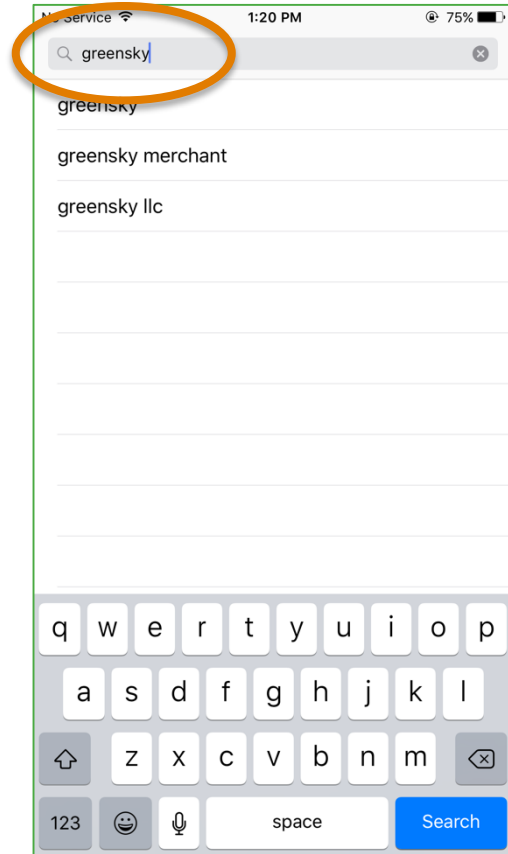 No Service 1:20 PM 75%
greensky
greensky
greensky merchant
greensky llc
q w e r t y u i o p
a s d f g h j k l
z x c v b n m
123 space Search